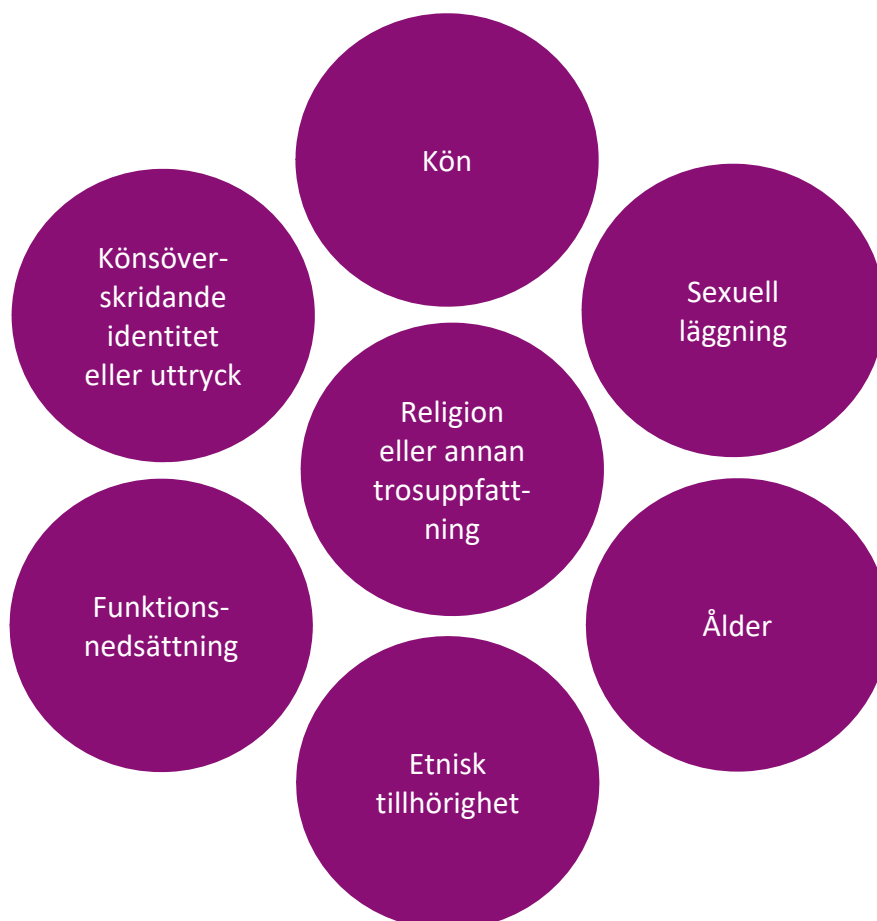 Kön
Könsöver-
skridande
identitet
eller uttryck
Sexuell
läggning
Religion
eller annan
trosuppfatt-
ning
Funktions-
nedsättning
Ålder
Etnisk
tillhörighet